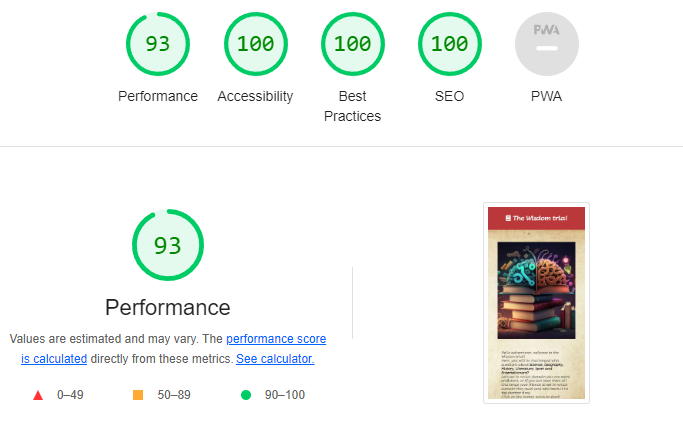 93
100
100
100
PWA
Performance
Accessibility
Best
Practices
SEO
PWA
93
Performance
Values are estimated and may vary. The performance score
is calculated directly from these metrics. See calculator.
0–49
50–89
90–100
The Wisdom trial